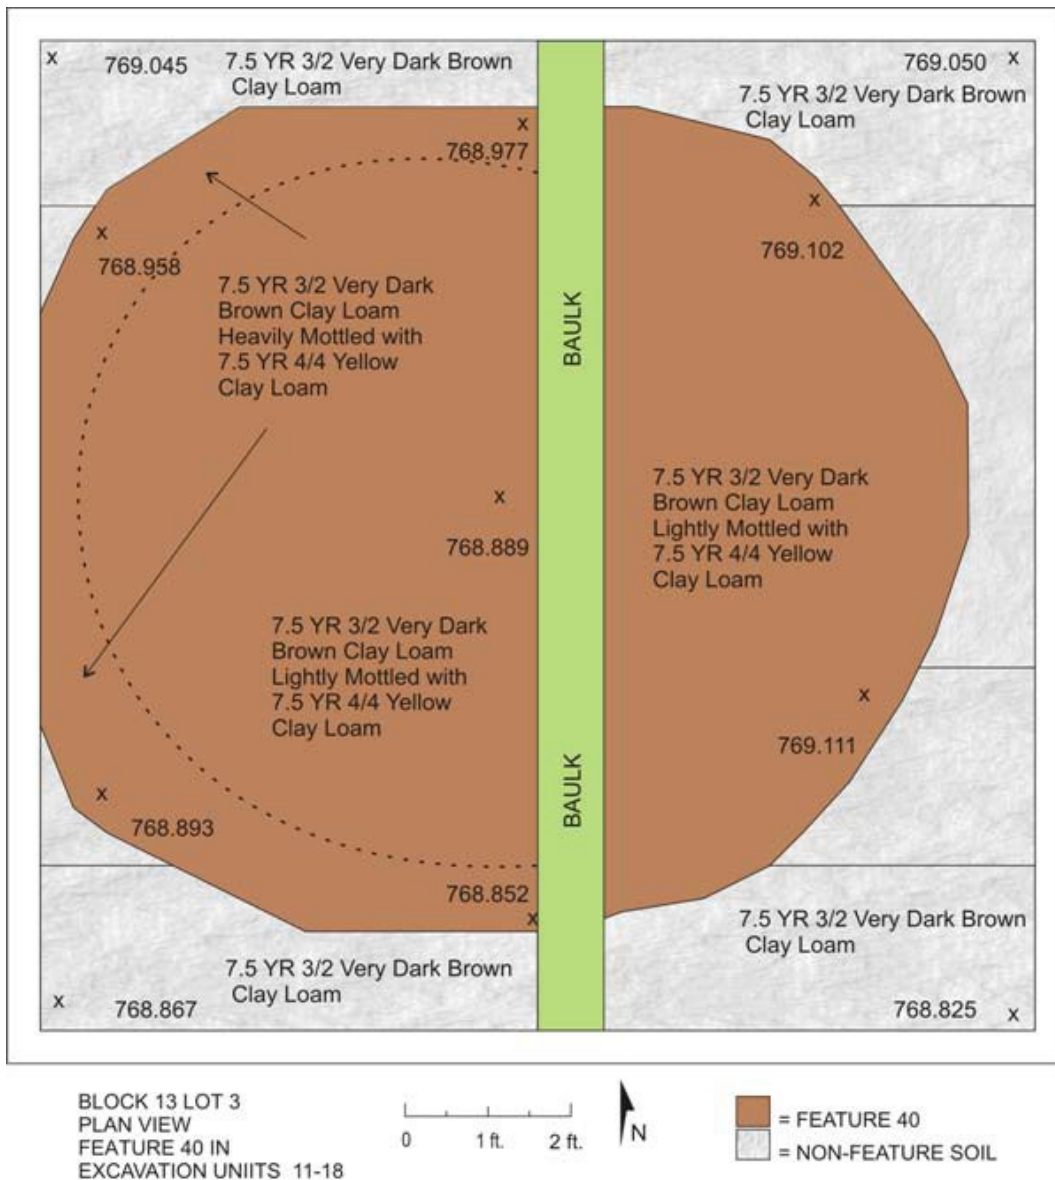 x
769.045
7.5 YR 3/2 Very Dark Brown
Clay Loam
769.050 x
7.5 YR 3/2 Very Dark Brown
Clay Loam
x
768.977
x
769.102
x
768.958
7.5 YR 3/2 Very Dark
Brown Clay Loam
Heavily Mottled with
7.5 YR 4/4 Yellow
Clay Loam
BAULK
x
768.889
7.5 YR 3/2 Very Dark
Brown Clay Loam
Lightly Mottled with
7.5 YR 4/4 Yellow
Clay Loam
7.5 YR 3/2 Very Dark
Brown Clay Loam
Lightly Mottled with
7.5 YR 4/4 Yellow
Clay Loam
x
769.111
BAULK
x
768.893
768.852
x
7.5 YR 3/2 Very Dark Brown
Clay Loam
7.5 YR 3/2 Very Dark Brown
Clay Loam
x
768.867
768.825 x
BLOCK 13 LOT 3
PLAN VIEW
FEATURE 40 IN
EXCAVATION UNIITS 11-18
0 1 ft. 2 ft.
N
= FEATURE 40
= NON-FEATURE SOIL